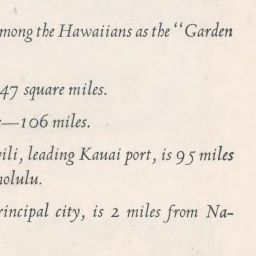 mong the Hawaiians as the "Garden
47 square miles.
—106 miles.
ili, leading Kauai port, is 95 miles
nolulu.
rincipal city, is 2 miles from Na-